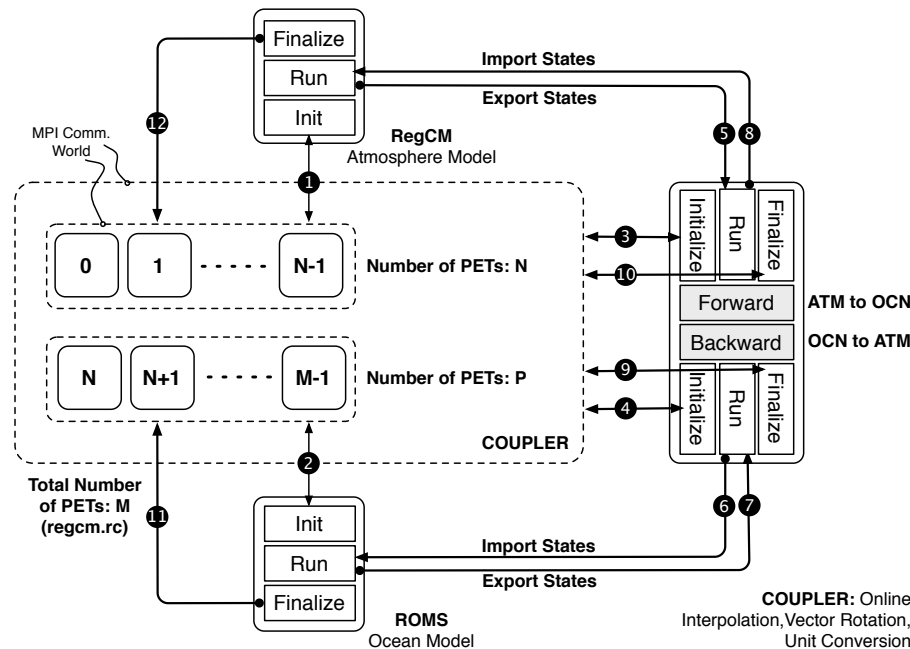 Finalize
Run
Init
RegCM
Atmosphere Model
Import States
Export States
12
5
8
MPI Comm.
World
1
0
1
N-1
Number of PETs: N
3
10
Initialize
Run
Finalize
Forward
ATM to OCN
Backward
OCN to ATM
N
N+1
M-1
Number of PETs: P
9
4
Initialize
Run
Finalize
COUPLER
2
Total Number
of PETs: M
(regcm.rc)
11
6
7
Init
Run
Finalize
Import States
Export States
ROMS
Ocean Model
COUPLER: Online
Interpolation,Vector Rotation,
Unit Conversion